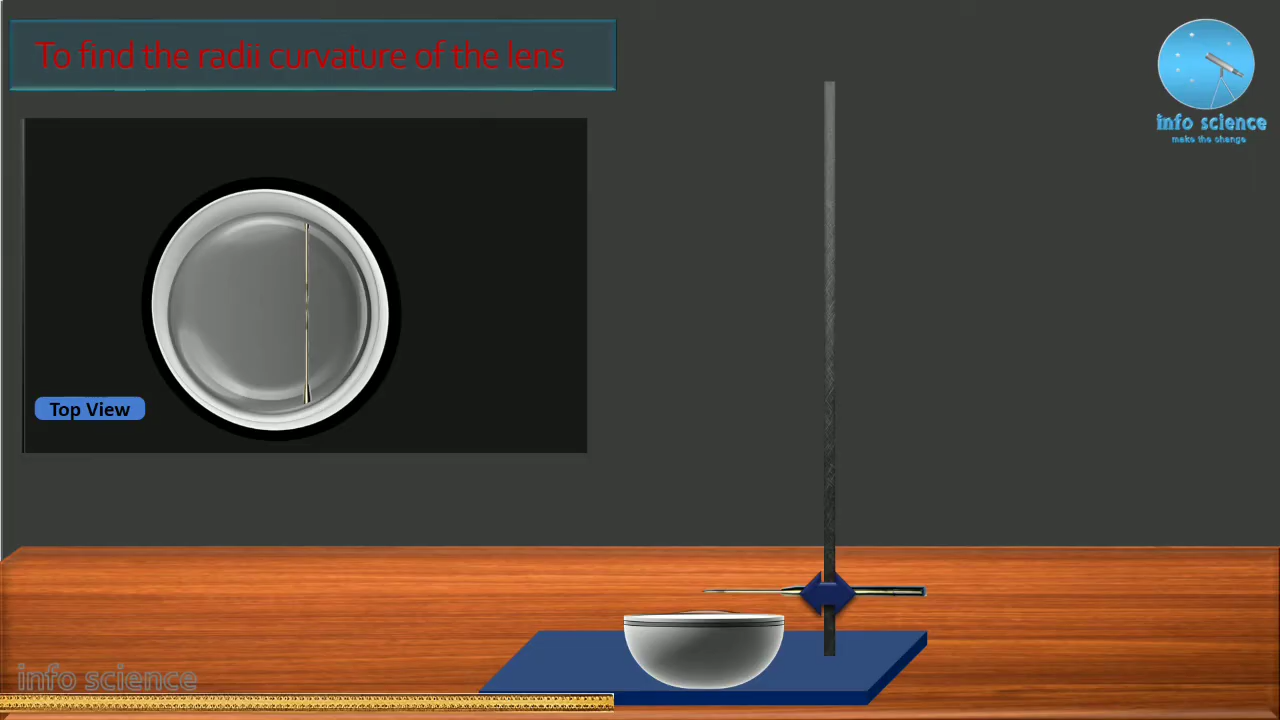 To find the radii curvature of the lens
info science
make the change
Top View
info science